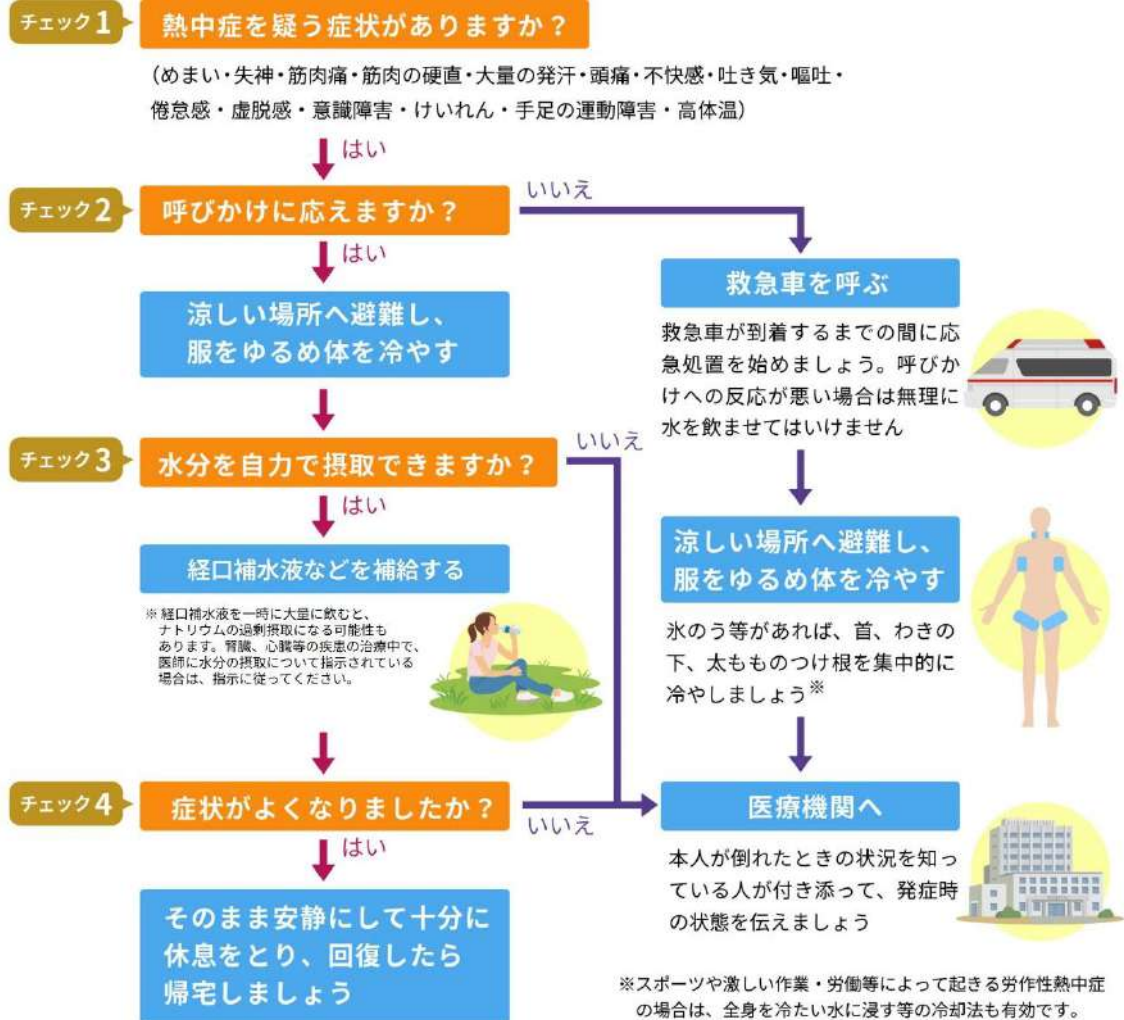 チェック1
熱中症を疑う症状がありますか？
（めまい・失神・筋肉痛・筋肉の硬直・大量の発汗・頭痛・不快感・吐き気・嘔吐・
倦怠感・虚脱感・意識障害・けいれん・手足の運動障害・高体温）
はい
チェック2
呼びかけに応えますか？
いいえ
はい
涼しい場所へ避難し、
服をゆるめ体を冷やす
救急車を呼ぶ
救急車が到着するまでの間に応
急処置を始めましょう。呼びか
けへの反応が悪い場合は無理に
水を飲ませてはいけません
チェック3
水分を自力で摂取できますか？
いいえ
はい
経口補水液などを補給する
※経口補水液を一時に大量に飲むと、
ナトリウムの過剰摂取になる可能性も
あります。腎臓、心臓等の疾患の治療中で、
医師に水分の摂取について指示されている
場合は、指示に従ってください。
涼しい場所へ避難し、
服をゆるめ体を冷やす
氷のう等があれば、首、わきの
下、太もものつけ根を集中的に
冷やしましょう※
チェック4
症状がよくなりましたか？
いいえ
はい
そのまま安静にして十分に
休息をとり、回復したら
帰宅しましょう
医療機関へ
本人が倒れたときの状況を知っ
ている人が付き添って、発症時
の状態を伝えましょう
※スポーツや激しい作業・労働等によって起きる労作性熱中症
の場合は、全身を冷たい水に浸す等の冷却法も有効です。